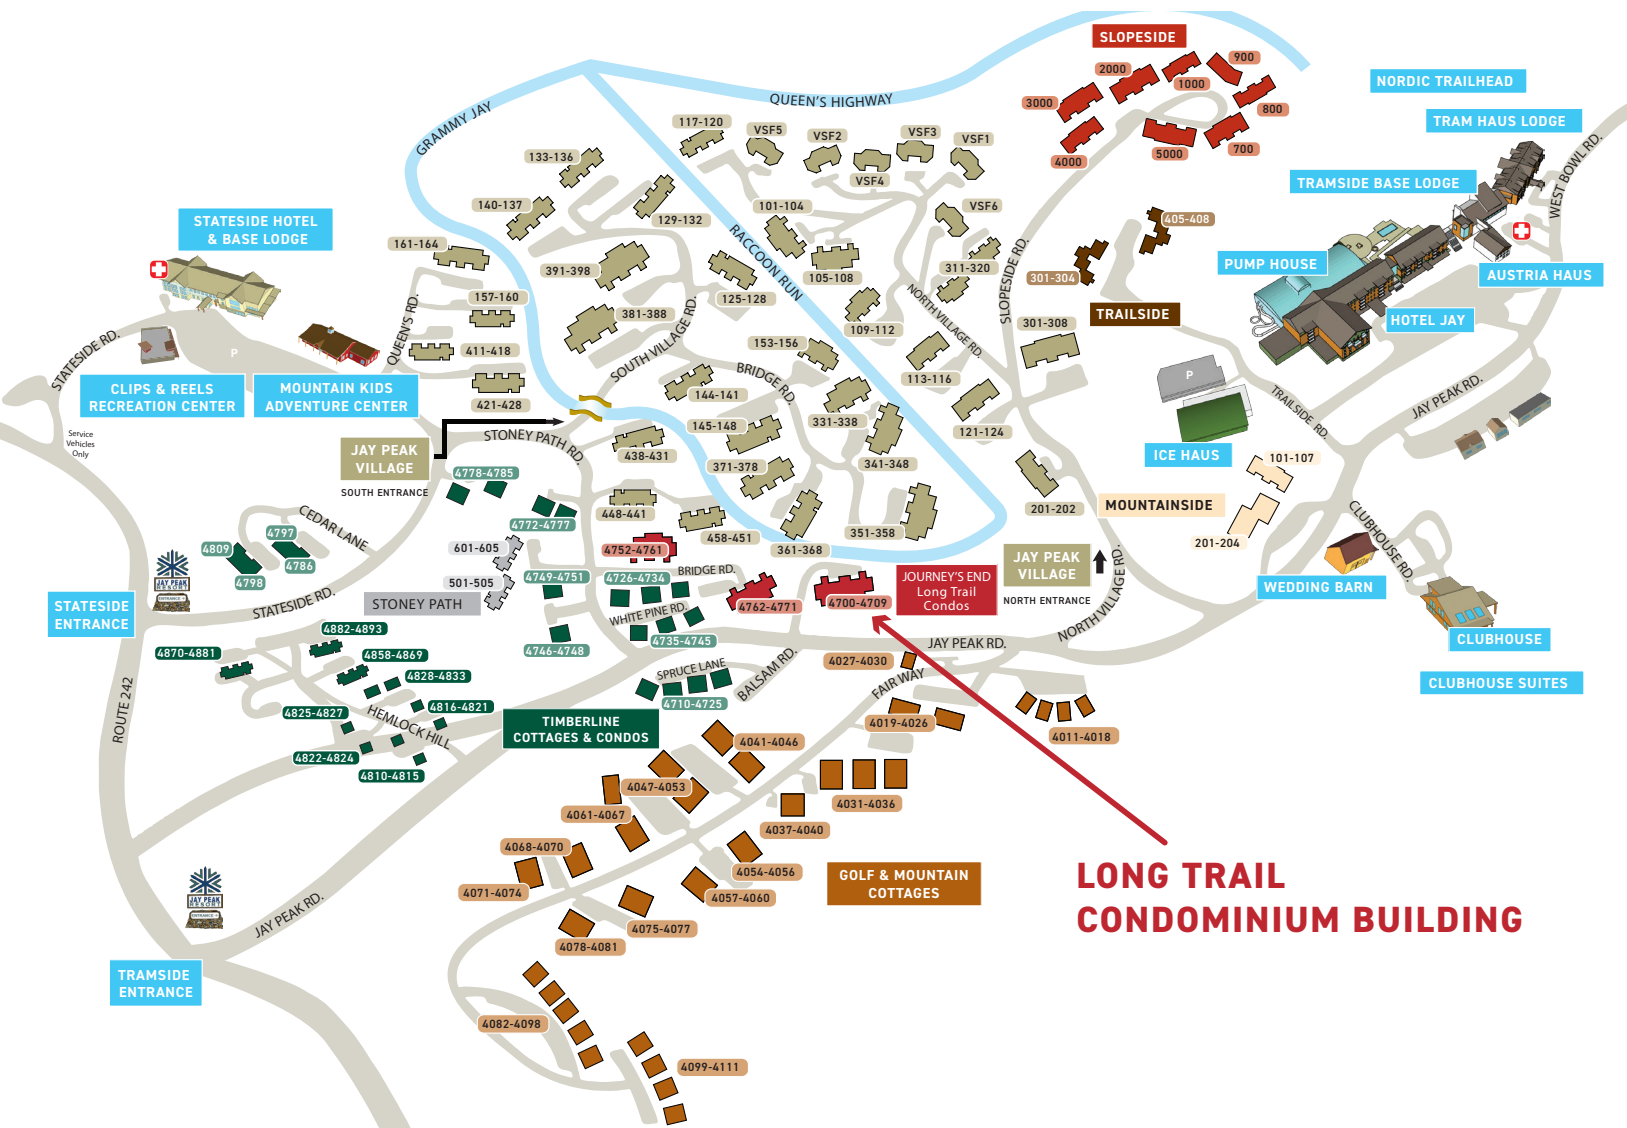 SLOPESIDE
900
2000
1000
3000
800
4000
5000
700
NORDIC TRAILHEAD
TRAM HAUS LODGE
TRAMSIDE BASE LODGE
WEST BOWL RD.
PUMP HOUSE
AUSTRIA HAUS
HOTEL JAY
QUEEN'S HIGHWAY
GRAMMY JAY
RACCOON RUN
117-120
VSF5
VSF2
VSF3
VSF1
VSF4
VSF6
133-136
140-137
129-132
101-104
105-108
161-164
391-398
125-128
311-320
109-112
157-160
381-388
411-418
421-428
153-156
113-116
144-141
331-338
121-124
145-148
341-348
438-431
371-378
351-358
361-368
448-441
458-451
201-202
301-308
405-408
301-304
TRAILSIDE
SLOPESIDE RD.
NORTH VILLAGE RD.
SOUTH VILLAGE RD.
BRIDGE RD.
QUEEN'S RD.
STATESIDE HOTEL
& BASE LODGE
STATESIDE RD.
P
CLIPS & REELS
RECREATION CENTER
MOUNTAIN KIDS
ADVENTURE CENTER
Service
Vehicles
Only
JAY PEAK
VILLAGE
SOUTH ENTRANCE
STONEY PATH RD.
P
ICE HAUS
TRAILSIDE RD.
JAY PEAK RD.
101-107
MOUNTAINSIDE
201-204
CLUBHOUSE RD.
WEDDING BARN
CLUBHOUSE
CLUBHOUSE SUITES
JAY PEAK
VILLAGE
NORTH ENTRANCE
NORTH VILLAGE RD.
4778-4785
4772-4777
CEDAR LANE
4797
4809
4786
4798
601-605
501-505
STONEY PATH
4752-4761
4749-4751
4726-4734
BRIDGE RD.
4762-4771
4700-4709
JOURNEY'S END
Long Trail
Condos
WHITE PINE RD.
4735-4745
4746-4748
JAY PEAK RD.
JAY PEAK
RESORT
ENTRANCE
STATESIDE
ENTRANCE
STATESIDE RD.
4882-4893
4870-4881
4858-4869
4828-4833
4816-4821
4825-4827
HEMLOCK HILL
4822-4824
4810-4815
ROUTE 242
SPRUCE LANE
4710-4725
BALSAM RD.
TIMBERLINE
COTTAGES & CONDOS
4027-4030
FAIR WAY
4019-4026
4011-4018
4041-4046
4047-4053
4031-4036
4061-4067
4037-4040
4068-4070
4054-4056
4071-4074
4057-4060
4075-4077
4078-4081
GOLF & MOUNTAIN
COTTAGES
LONG TRAIL
CONDOMINIUM BUILDING
JAY PEAK
RESORT
ENTRANCE
JAY PEAK RD.
TRAMSIDE
ENTRANCE
4082-4098
4099-4111